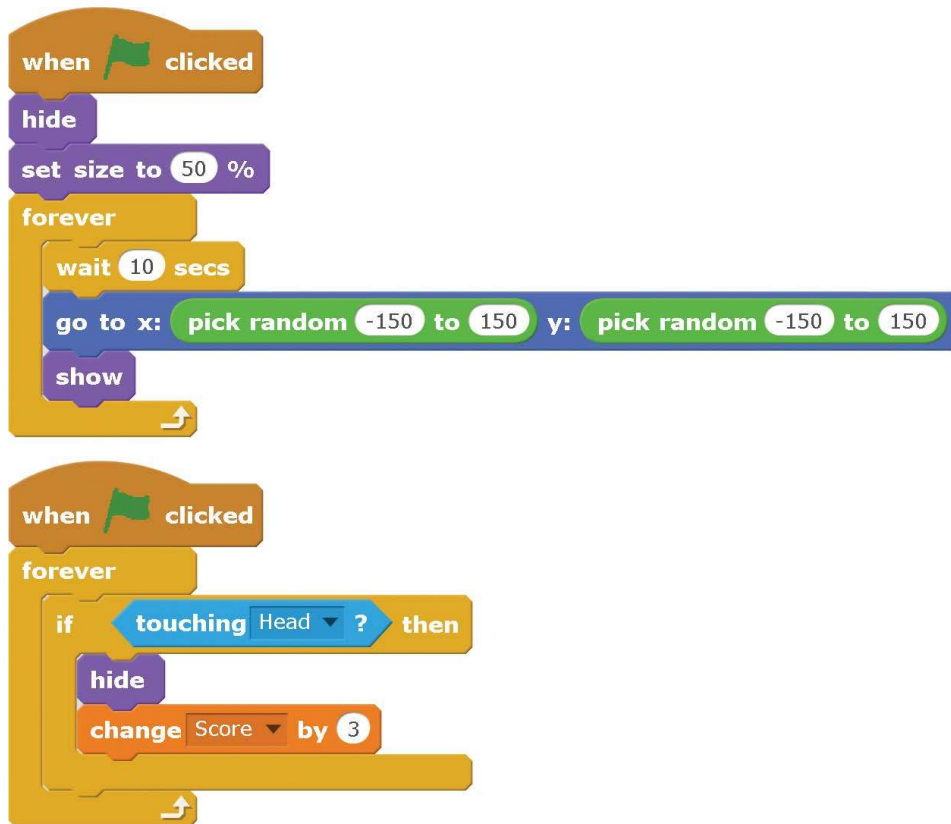 when clicked
hide
set size to 50 %
forever
wait 10 secs
go to x: pick random -150 to 150 y: pick random -150 to 150
show
when clicked
forever
if touching Head ? then
hide
change Score by 3